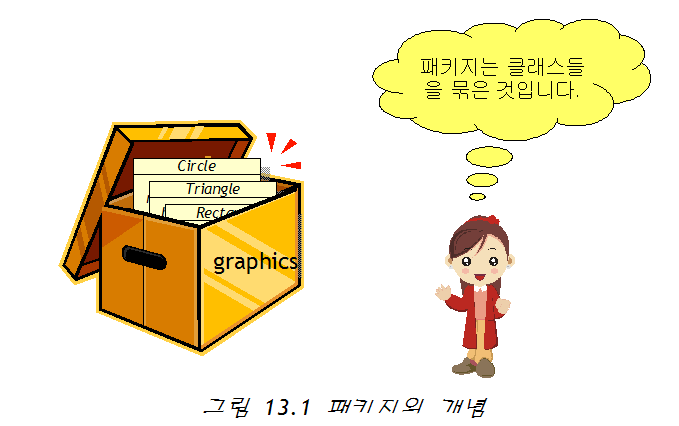 패키지는 클래스들
을 묶은 것입니다.
Circle
Triangle
graphics
그림 13.1 패키지의 개념